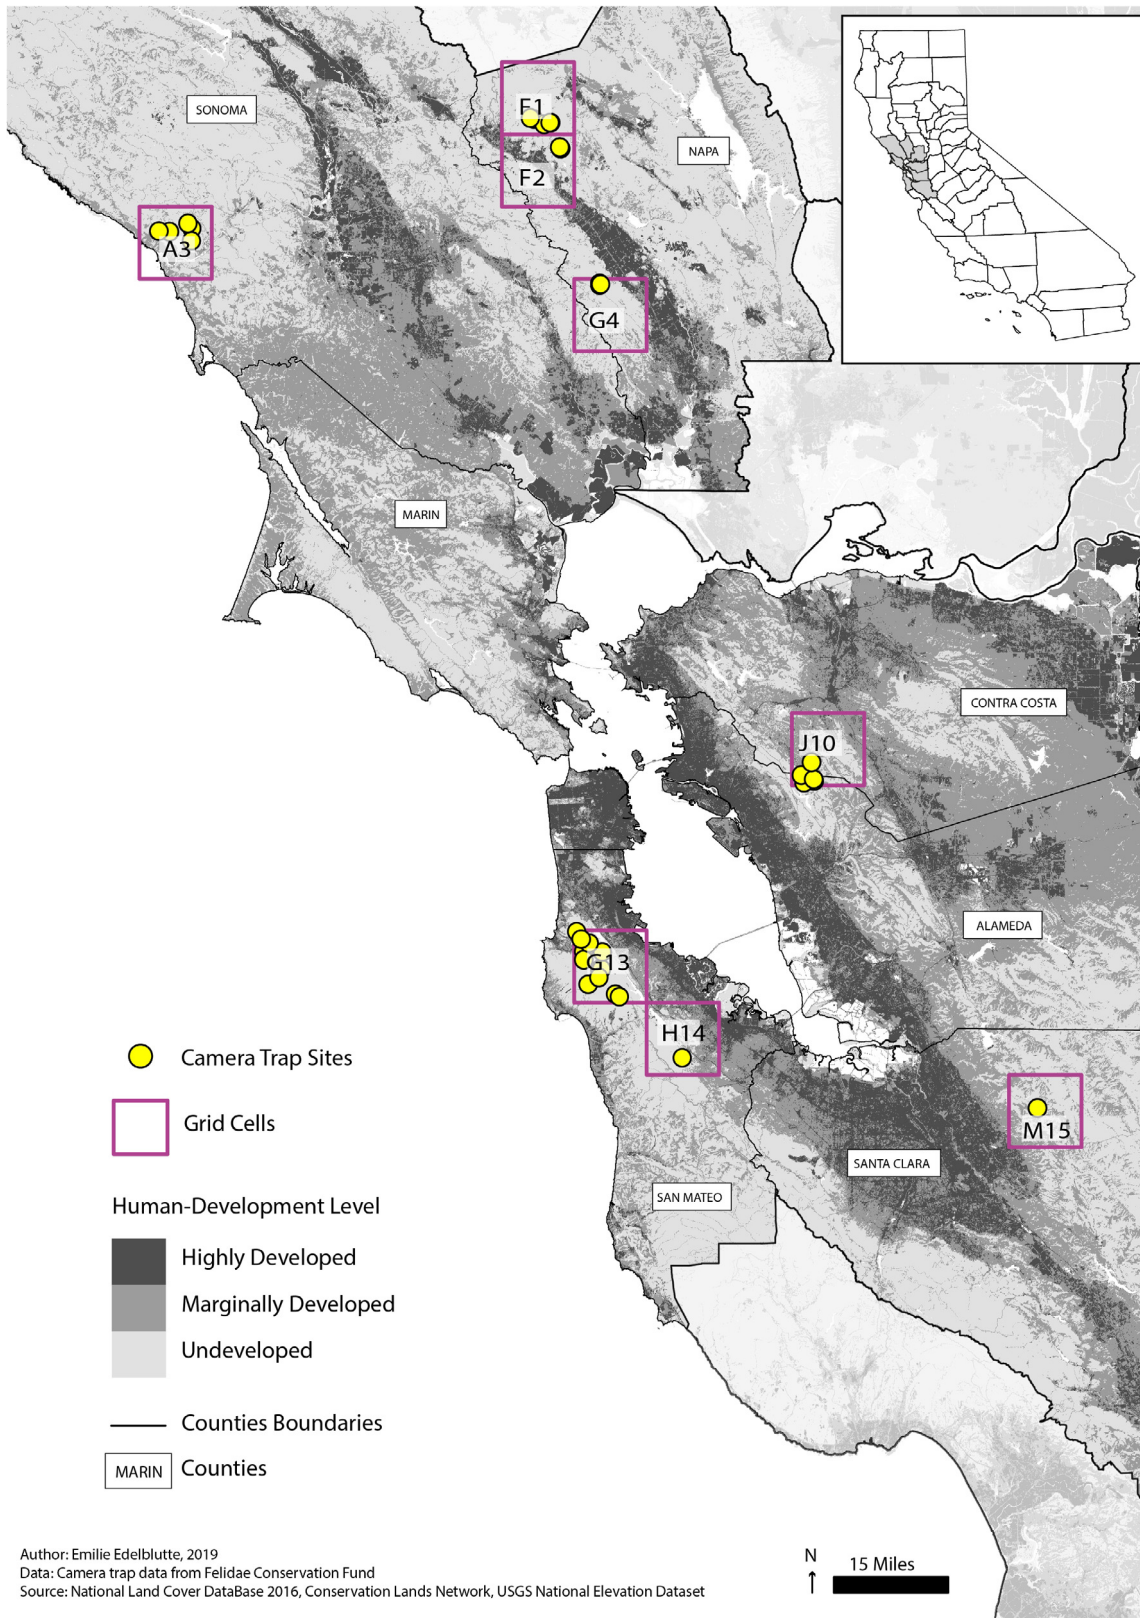 SONOMA
F1
NAPA
F2
A3
G4
MARIN
CONTRA COSTA
J10
ALAMEDA
G13
H14
M15
SANTA CLARA
SAN MATEO
Camera Trap Sites
Grid Cells
Human-Development Level
Highly Developed
Marginally Developed
Undeveloped
Counties Boundaries
MARIN Counties
Author: Emilie Edelblutte, 2019
Data: Camera trap data from Felidae Conservation Fund
Source: National Land Cover DataBase 2016, Conservation Lands Network, USGS National Elevation Dataset
N
15 Miles